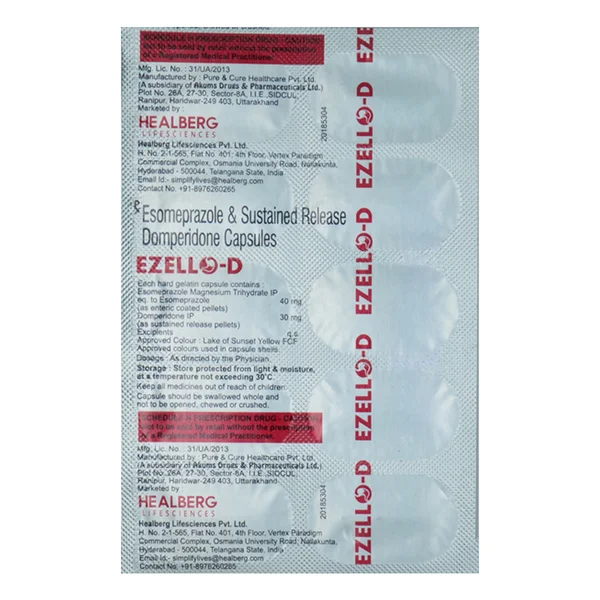 SCHEDULE H PRESCRIPTION DRUG - CAUTION
Not to be sold by retail without the prescription
of a Registered Medical Practitioner.
Mfg. Lic. No. : 31/UA/2013
Manufactured by : Pure & Cure Healthcare Pvt. Ltd.
(A subsidiary of Akums Drugs & Pharmaceuticals Ltd.)
Plot No. 26A, 27-30, Sector-8A, I.I.E.,SIDCUL,
Ranipur, Haridwar-249 403, Uttarakhand
Marketed by :
HEALBERG
LIFESCIENCES
Healberg Lifesciences Pvt. Ltd.
H. No. 2-1-565, Flat No. 401, 4th Floor, Vertex Paradigm
Commercial Complex, Osmania University Road, Nallakunta,
Hyderabad - 500044, Telangana State, India
Email Id.- simplifylives@healberg.com
Contact No. +91-8976260265
20185304
℞ Esomeprazole & Sustained Release
Domperidone Capsules
EZELLO-D
Each hard gelatin capsule contains :
Esomeprazole Magnesium Trihydrate IP
eq. to Esomeprazole 40 mg
(as enteric coated pellets)
Domperidone IP 30 mg
(as sustained release pellets)
Excipients q.s.
Approved Colour : Lake of Sunset Yellow FCF
Approved colours used in capsule shells.
Dosage : As directed by the Physician.
Storage : Store protected from light & moisture,
at a temperature not exceeding 30°C.
Keep all medicines out of reach of children.
Capsule should be swallowed whole and
not to be opened, chewed or crushed.
SCHEDULE H PRESCRIPTION DRUG - CAUTION
Not to be sold by retail without the prescription
of a Registered Medical Practitioner.
Mfg. Lic. No. : 31/UA/2013
Manufactured by : Pure & Cure Healthcare Pvt. Ltd.
(A subsidiary of Akums Drugs & Pharmaceuticals Ltd.)
Plot No. 26A, 27-30, Sector-8A, I.I.E.,SIDCUL,
Ranipur, Haridwar-249 403, Uttarakhand
Marketed by
HEALBERG
LIFESCIENCES
Healberg Lifesciences Pvt. Ltd.
H. No. 2-1-565, Flat No. 401, 4th Floor, Vertex Paradigm
Commercial Complex, Osmania University Road, Nallakunta,
Hyderabad - 500044, Telangana State, India
Email Id.- simplifylives@healberg.com
Contact No. +91-8976260265
20185304
EZELLO-D
EZELLO-D
EZELLO-D
EZELLO-D
EZ